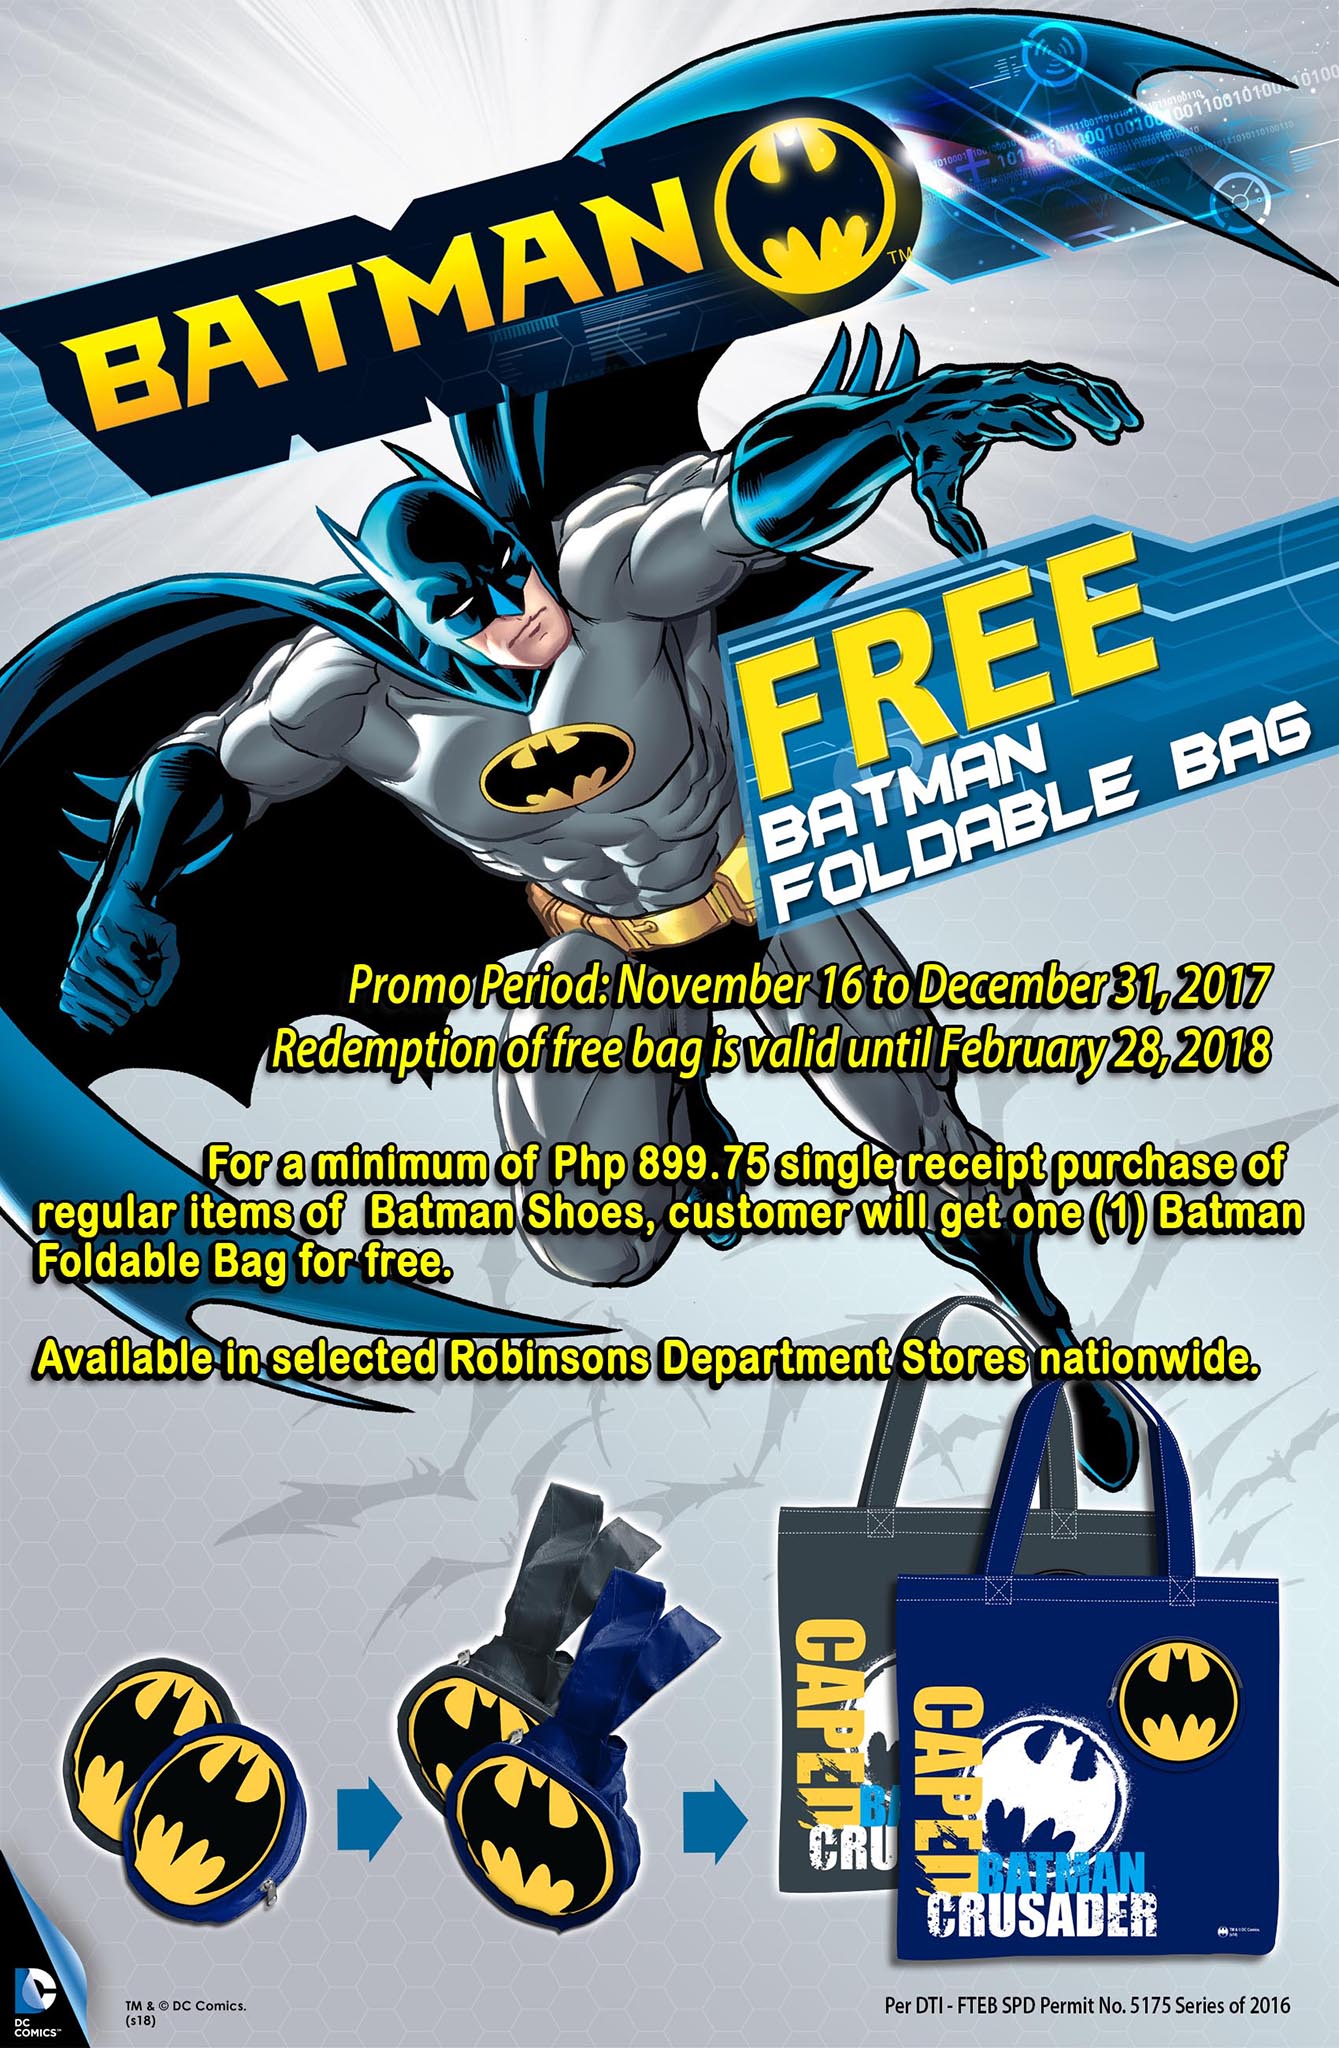 BATMAN
TM
FREE
BATMAN
FOLDABLE BAG
Promo Period: November 16 to December 31, 2017
Redemption of free bag is valid until February 28, 2018
For a minimum of Php 899.75 single receipt purchase of
regular items of Batman Shoes, customer will get one (1) Batman
Foldable Bag for free.
Available in selected Robinsons Department Stores nationwide.
CAPED
CRU
CAPED
BATMAN
CRUSADER
DC
DC
COMICS™
TM & © DC Comics.
(s18)
Per DTI - FTEB SPD Permit No. 5175 Series of 2016